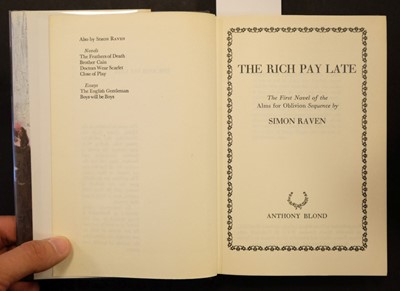 Also by SIMON RAVEN
Novels
The Feathers of Death
Brother Cain
Doctors Wear Scarlet
Close of Play
Essays
The English Gentleman
Boys will be Boys
THE RICH PAY LATE
The First Novel of the
Alms for Oblivion Sequence by
SIMON RAVEN
ANTHONY BLOND